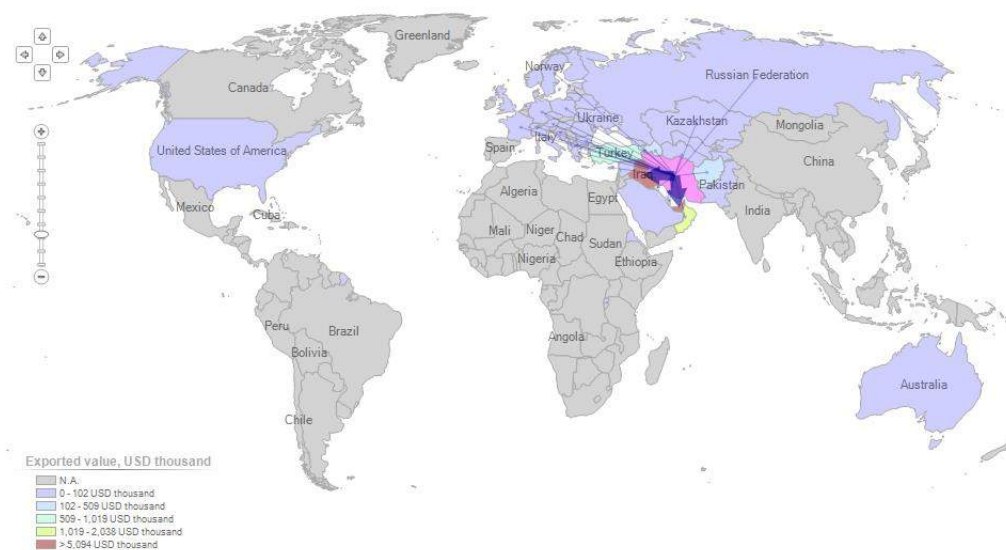 Greenland
Norway
Russian Federation
Canada
Ukraine
Kazakhstan
Mongolia
Italy
United States of America
Spain
Turkey
China
Iraq
Pakistan
Algeria
Egypt
Mexico
Cuba
India
Mali
Niger
Chad
Sudan
Nigeria
Ethiopia
Peru
Brazil
Angola
Bolivia
Australia
Chile
Exported value, USD thousand
N.A.
0 - 102 USD thousand
102 - 509 USD thousand
509 - 1,019 USD thousand
1,019 - 2,038 USD thousand
> 5,094 USD thousand